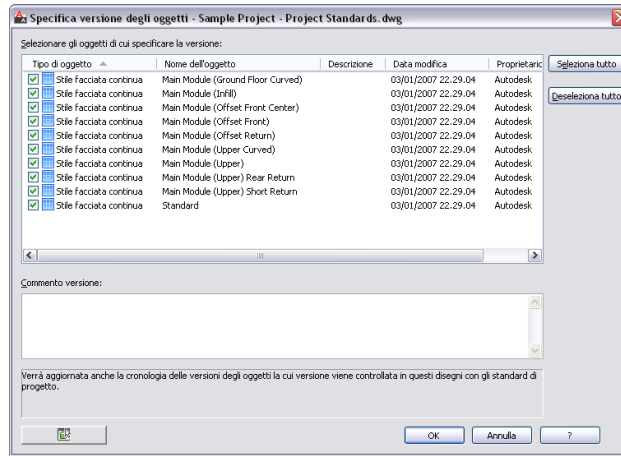 Specifica versione degli oggetti - Sample Project - Project Standards.dwg
Selezionare gli oggetti di cui specificare la versione:
Tipo di oggetto Nome dell'oggetto Descrizione Data modifica Proprietaric
Stile facciata continua Main Module (Ground Floor Curved) 03/01/2007 22.29.04 Autodesk
Stile facciata continua Main Module (Infill) 03/01/2007 22.29.04 Autodesk
Stile facciata continua Main Module (Offset Front Center) 03/01/2007 22.29.04 Autodesk
Stile facciata continua Main Module (Offset Front) 03/01/2007 22.29.04 Autodesk
Stile facciata continua Main Module (Offset Return) 03/01/2007 22.29.04 Autodesk
Stile facciata continua Main Module (Upper Curved) 03/01/2007 22.29.04 Autodesk
Stile facciata continua Main Module (Upper) 03/01/2007 22.29.04 Autodesk
Stile facciata continua Main Module (Upper) Rear Return 03/01/2007 22.29.04 Autodesk
Stile facciata continua Main Module (Upper) Short Return 03/01/2007 22.29.04 Autodesk
Stile facciata continua Standard 03/01/2007 22.29.04 Autodesk
Seleziona tutto
Deseleziona tutto
Commento versione:
Verrà aggiornata anche la cronologia delle versioni degli oggetti la cui versione viene controllata in questi disegni con gli standard di
progetto.
OK Annulla ?